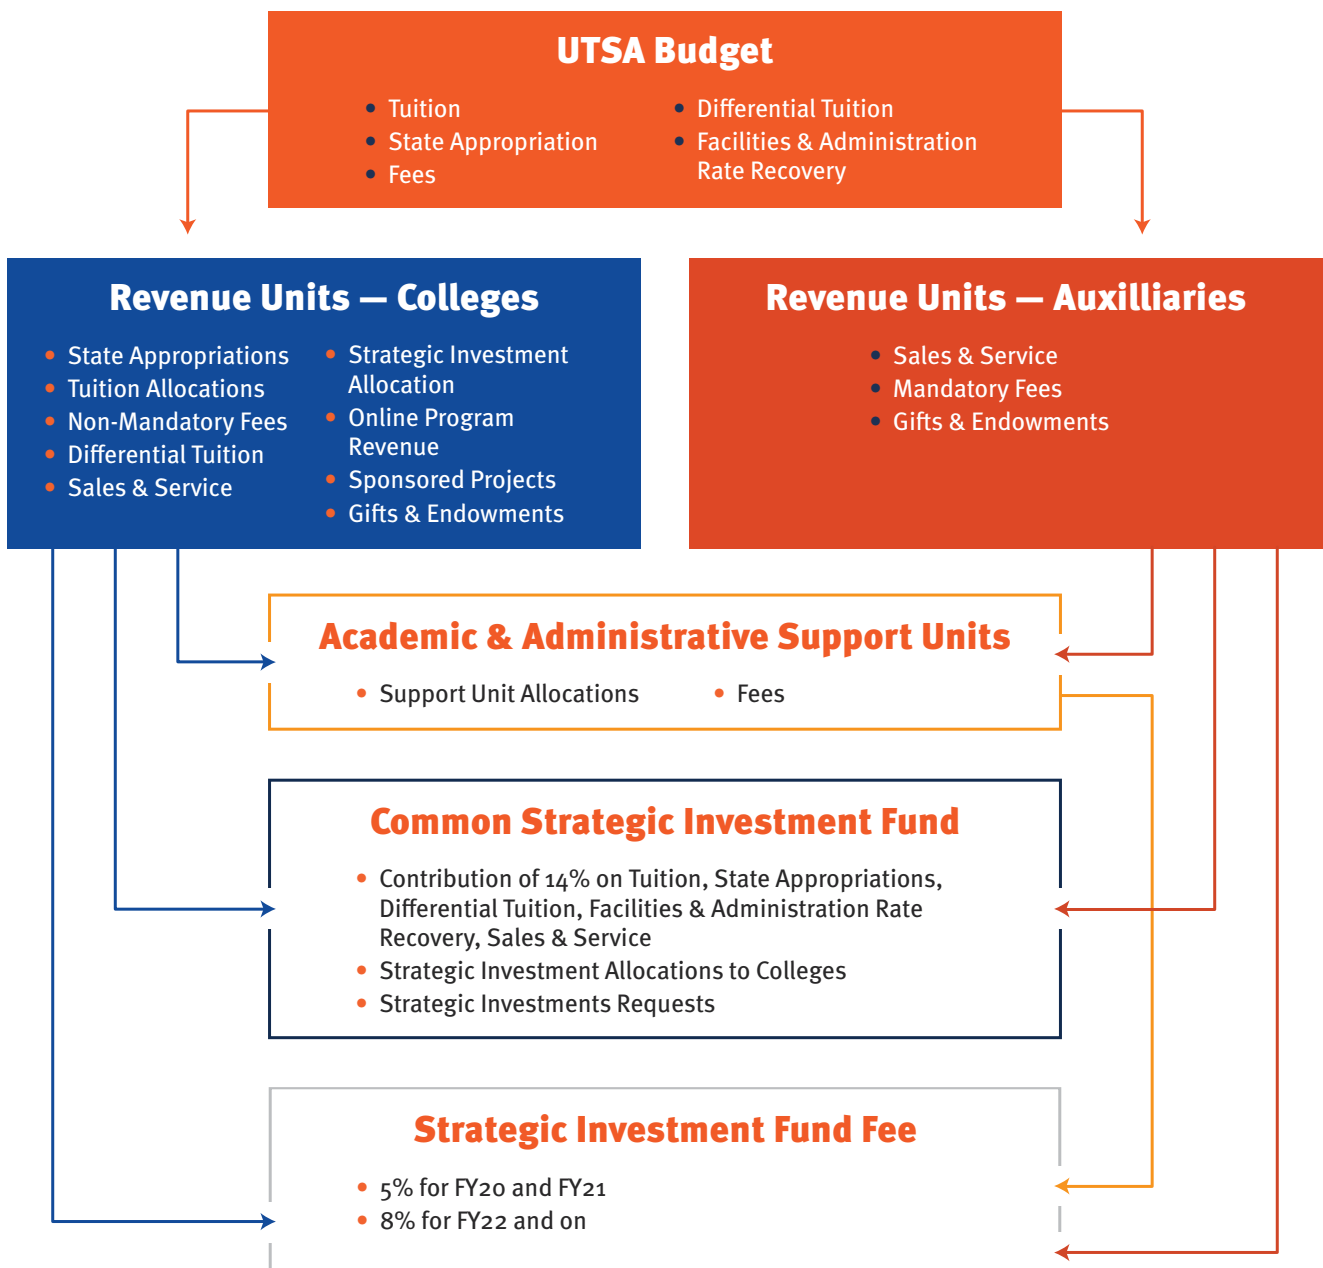 UTSA Budget
• Tuition
• State Appropriation
• Fees
• Differential Tuition
• Facilities & Administration
Rate Recovery
Revenue Units — Colleges
• State Appropriations
• Tuition Allocations
• Non-Mandatory Fees
• Differential Tuition
• Sales & Service
• Strategic Investment
Allocation
• Online Program
Revenue
• Sponsored Projects
• Gifts & Endowments
Revenue Units — Auxilliaries
• Sales & Service
• Mandatory Fees
• Gifts & Endowments
Academic & Administrative Support Units
• Support Unit Allocations
• Fees
Common Strategic Investment Fund
• Contribution of 14% on Tuition, State Appropriations,
Differential Tuition, Facilities & Administration Rate
Recovery, Sales & Service
• Strategic Investment Allocations to Colleges
• Strategic Investments Requests
Strategic Investment Fund Fee
• 5% for FY20 and FY21
• 8% for FY22 and on